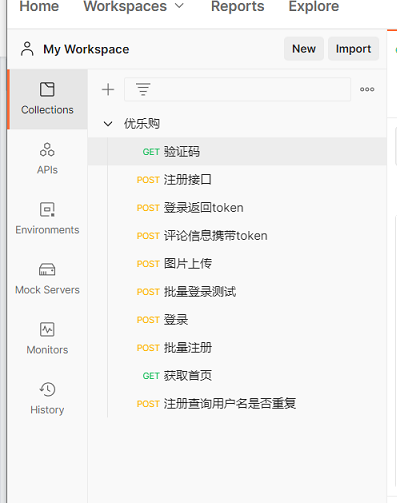 Home Workspaces Reports Explore
My Workspace New Import
Collections
APIs
Environments
Mock Servers
Monitors
History
优乐购
GET 验证码
POST 注册接口
POST 登录返回token
POST 评论信息携带token
POST 图片上传
POST 批量登录测试
POST 登录
POST 批量注册
GET 获取首页
POST 注册查询用户名是否重复